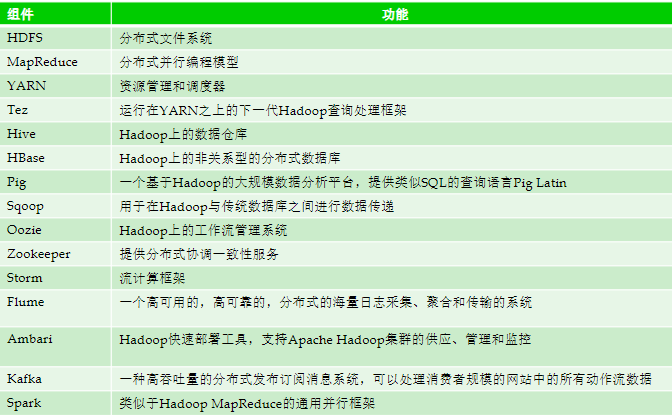 组件 功能
HDFS 分布式文件系统
MapReduce 分布式并行编程模型
YARN 资源管理和调度器
Tez 运行在YARN之上的下一代Hadoop查询处理框架
Hive Hadoop上的数据仓库
HBase Hadoop上的非关系型的分布式数据库
Pig 一个基于Hadoop的大规模数据分析平台，提供类似SQL的查询语言Pig Latin
Sqoop 用于在Hadoop与传统数据库之间进行数据传递
Oozie Hadoop上的工作流管理系统
Zookeeper 提供分布式协调一致性服务
Storm 流计算框架
Flume 一个高可用的，高可靠的，分布式的海量日志采集、聚合和传输的系统
Ambari Hadoop快速部署工具，支持Apache Hadoop集群的供应、管理和监控
Kafka 一种高吞吐量的分布式发布订阅消息系统，可以处理消费者规模的网站中的所有动作流数据
Spark 类似于Hadoop MapReduce的通用并行框架